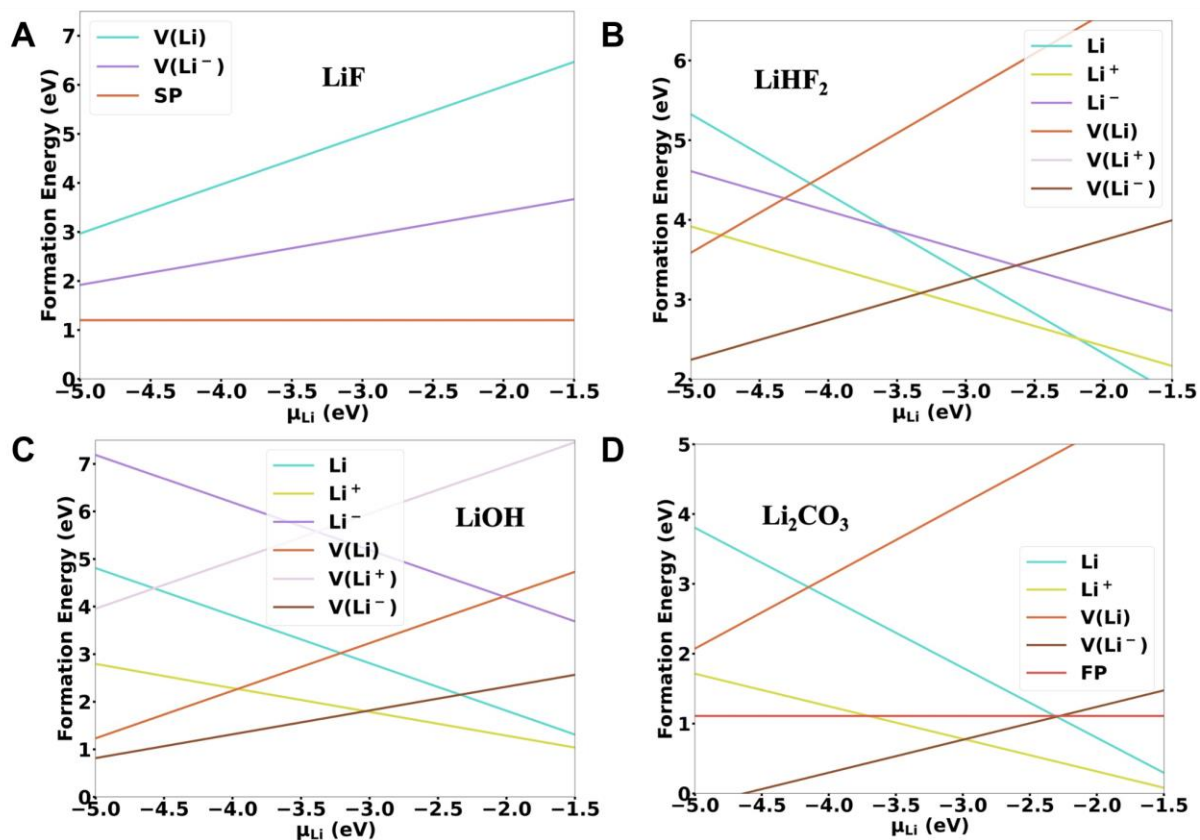 A
Formation Energy (eV)
7
6
5
4
3
2
1
0
V(Li)
V(Li⁻)
SP
LiF
−5.0 −4.5 −4.0 −3.5 −3.0 −2.5 −2.0 −1.5
μLi (eV)
B
Formation Energy (eV)
6
5
4
3
2
LiHF₂
Li
Li⁺
Li⁻
V(Li)
V(Li⁺)
V(Li⁻)
−5.0 −4.5 −4.0 −3.5 −3.0 −2.5 −2.0 −1.5
μLi (eV)
C
Formation Energy (eV)
7
6
5
4
3
2
1
0
Li
Li⁺
Li⁻
V(Li)
V(Li⁺)
V(Li⁻)
LiOH
−5.0 −4.5 −4.0 −3.5 −3.0 −2.5 −2.0 −1.5
μLi (eV)
D
Formation Energy (eV)
5
4
3
2
1
0
Li₂CO₃
Li
Li⁺
V(Li)
V(Li⁻)
FP
−5.0 −4.5 −4.0 −3.5 −3.0 −2.5 −2.0 −1.5
μLi (eV)